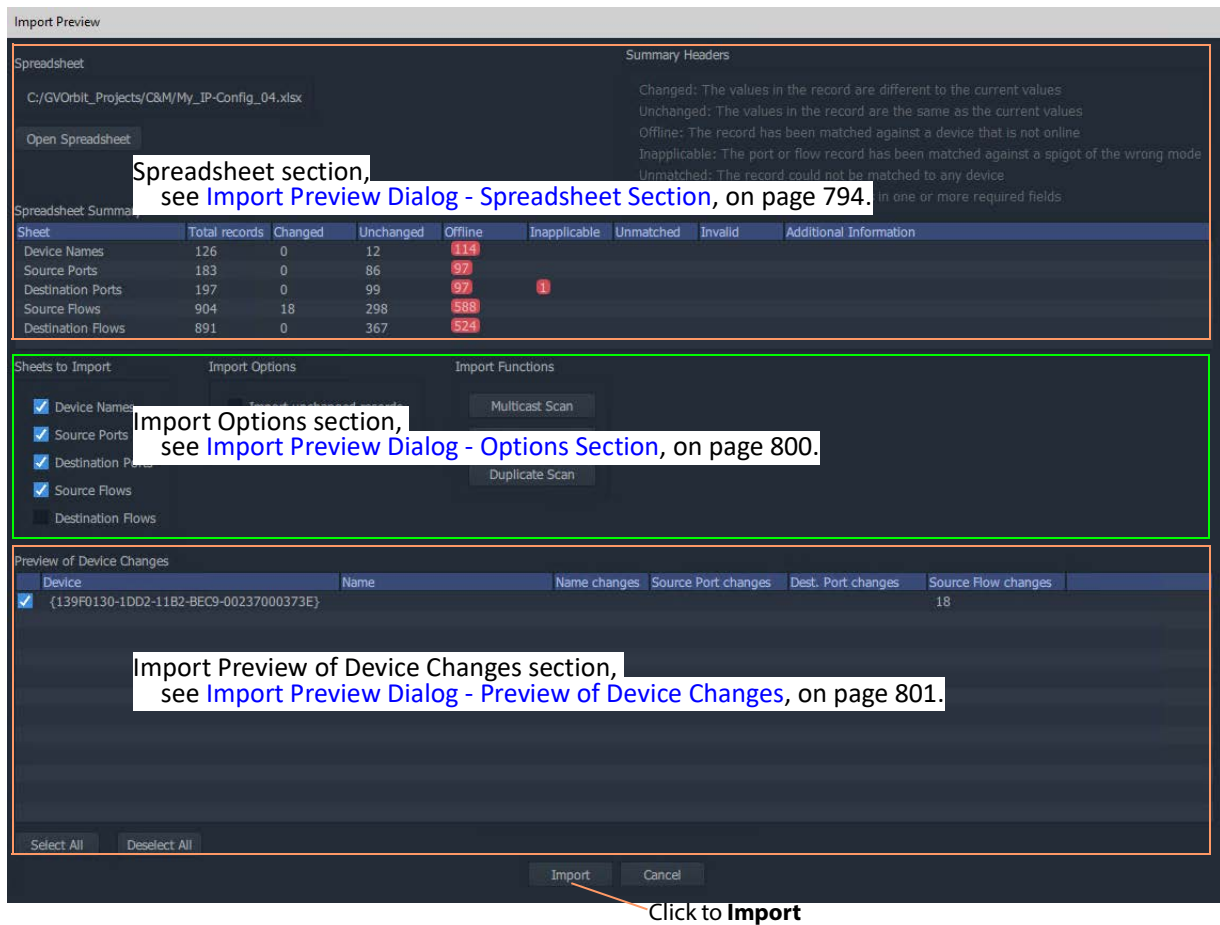 Import Preview
Spreadsheet
C:/GVOrbit_Projects/C&M/My_IP-Config_04.xlsx
Open Spreadsheet
Summary Headers
Changed: The values in the record are different to the current values
Unchanged: The values in the record are the same as the current values
Offline: The record has been matched against a device that is not online
Inapplicable: The port or flow record has been matched against a spigot of the wrong mode
Unmatched: The record could not be matched to any device
in one or more required fields
Spreadsheet section,
see Import Preview Dialog - Spreadsheet Section, on page 794.
Spreadsheet Summary
Sheet Total records Changed Unchanged Offline Inapplicable Unmatched Invalid Additional Information
Device Names 126 0 12 114
Source Ports 183 0 86 97
Destination Ports 197 0 99 97 1
Source Flows 904 18 298 588
Destination Flows 891 0 367 524
Sheets to Import Import Options Import Functions
Device Names Import unchanged records Multicast Scan
Source Ports
Destination Ports
Source Flows
Destination Flows
Duplicate Scan
Import Options section,
see Import Preview Dialog - Options Section, on page 800.
Preview of Device Changes
Device Name Name changes Source Port changes Dest. Port changes Source Flow changes
{139F0130-1DD2-11B2-BEC9-00237000373E} 18
Import Preview of Device Changes section,
see Import Preview Dialog - Preview of Device Changes, on page 801.
Select All Deselect All
Import Cancel
Click to Import